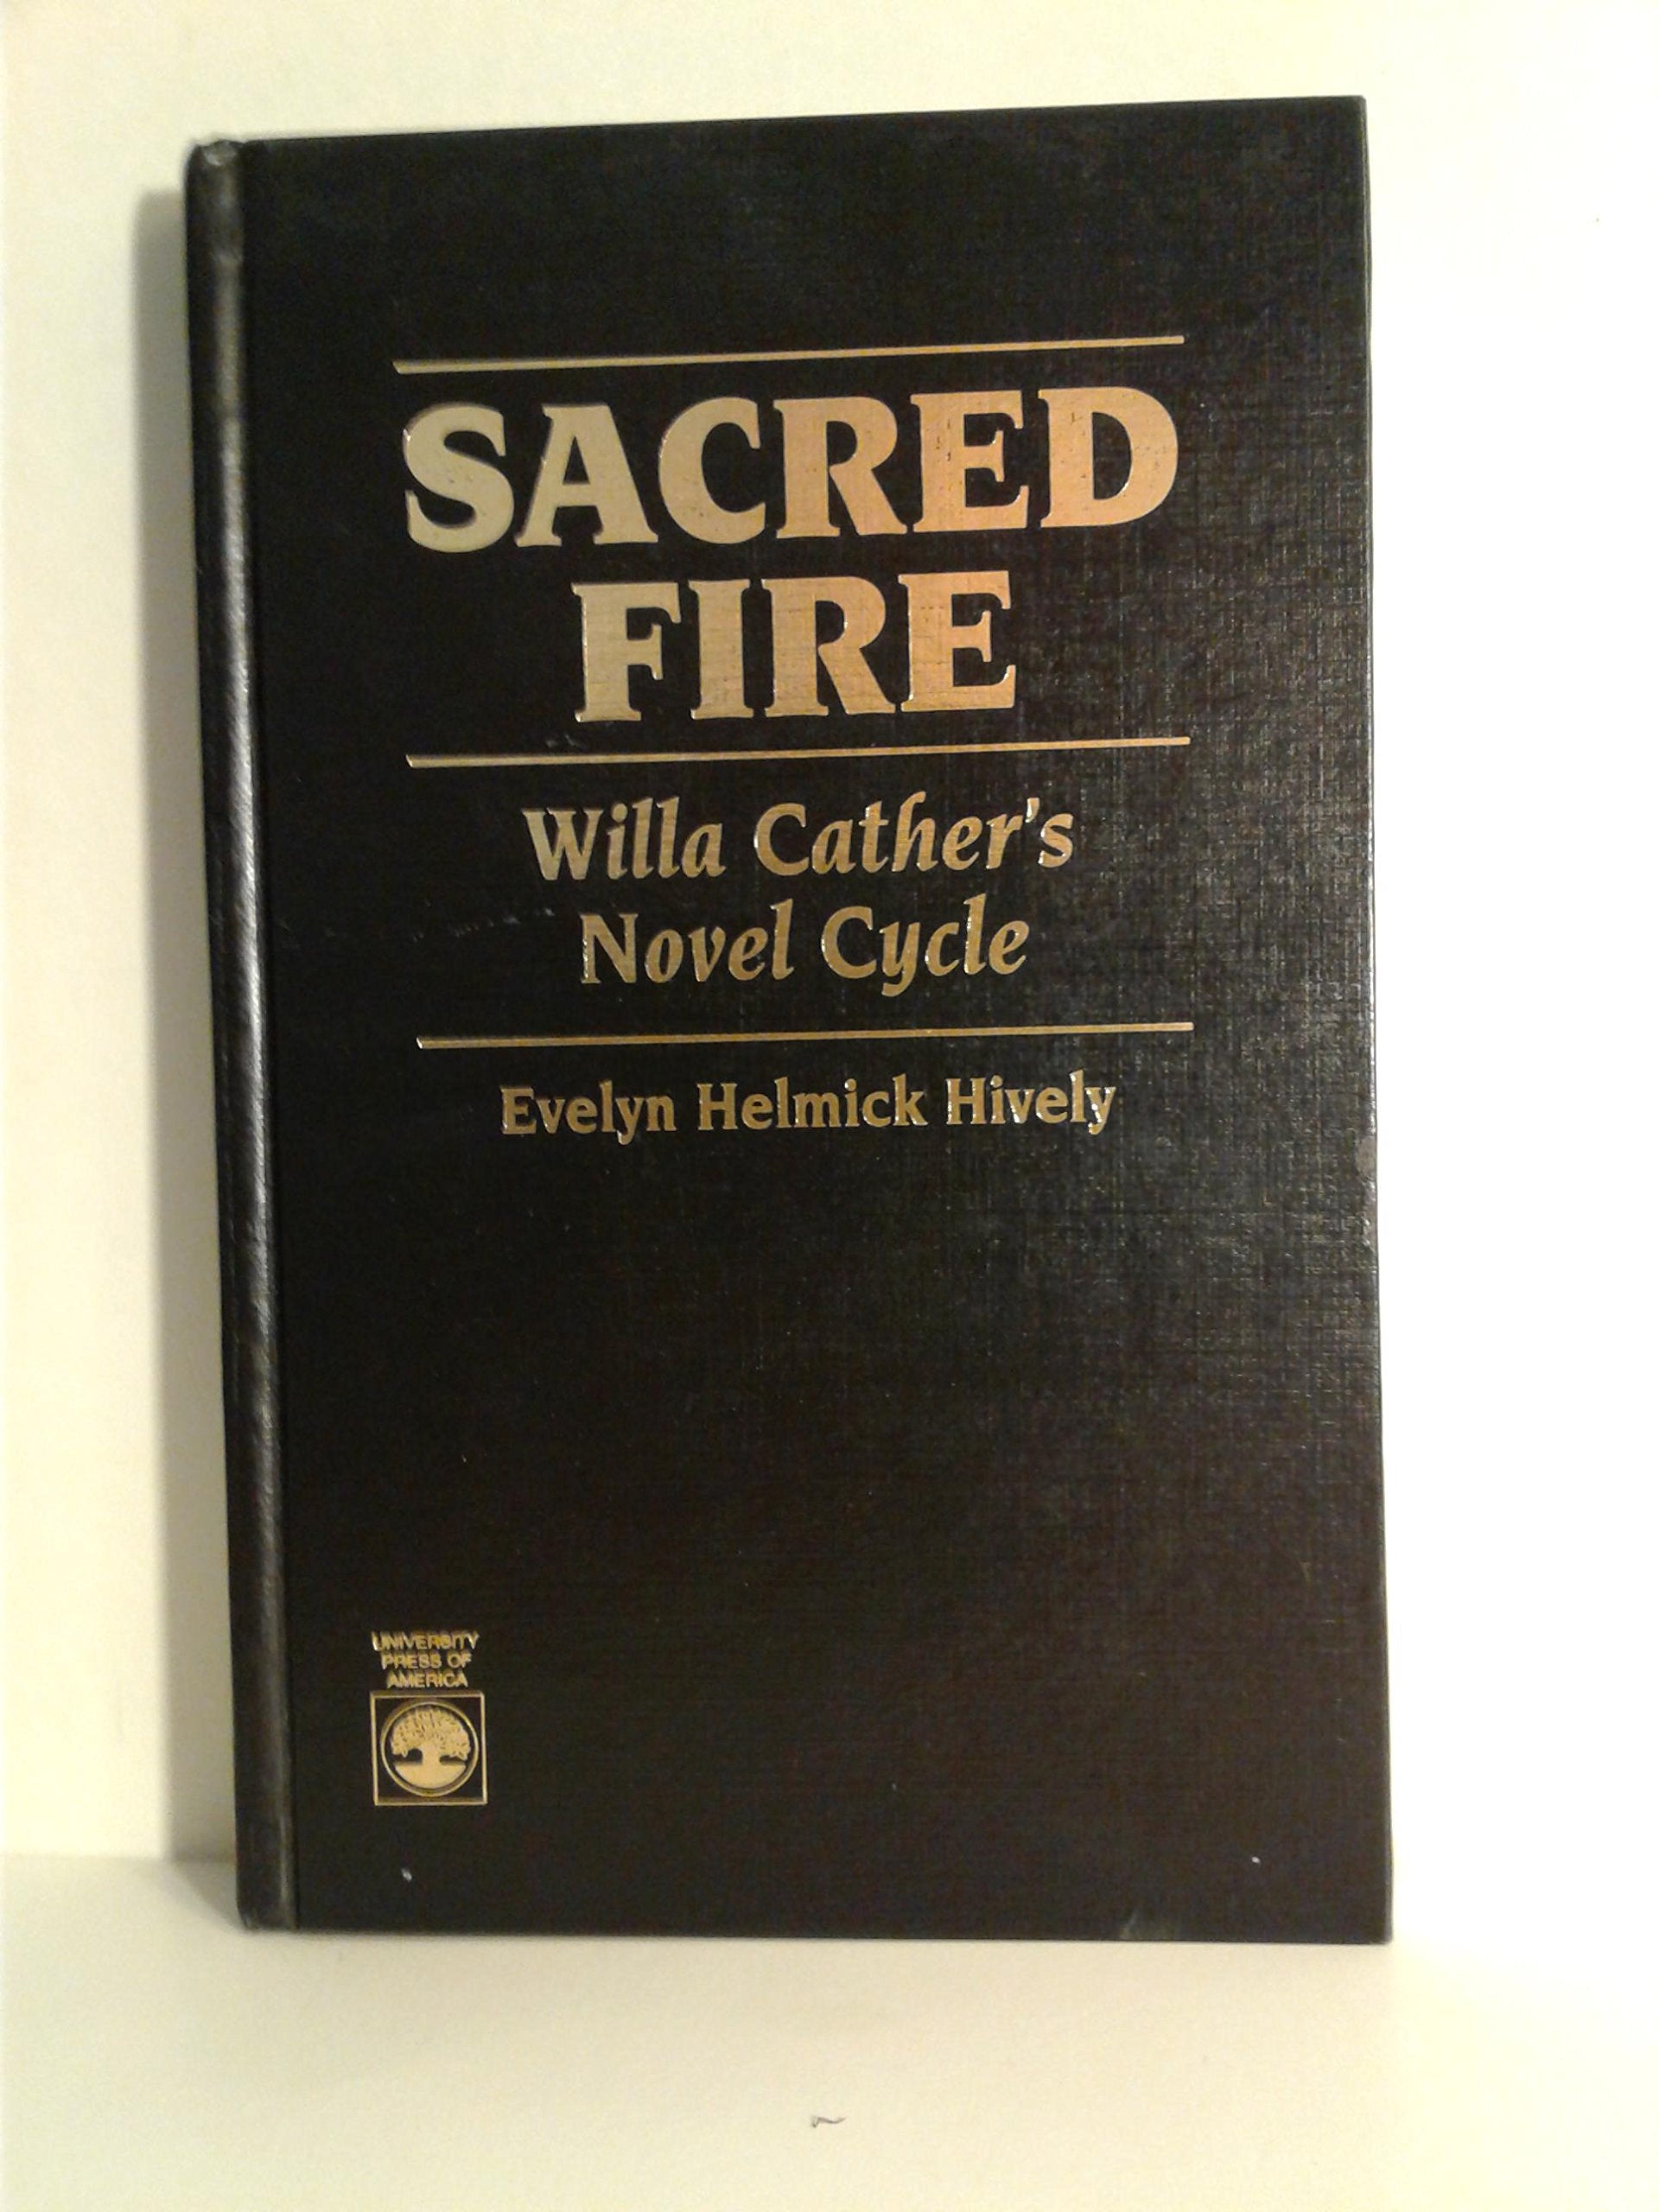 SACRED
FIRE
Willa Cather's
Novel Cycle
Evelyn Helmick Hively
UNIVERSITY
PRESS OF
AMERICA